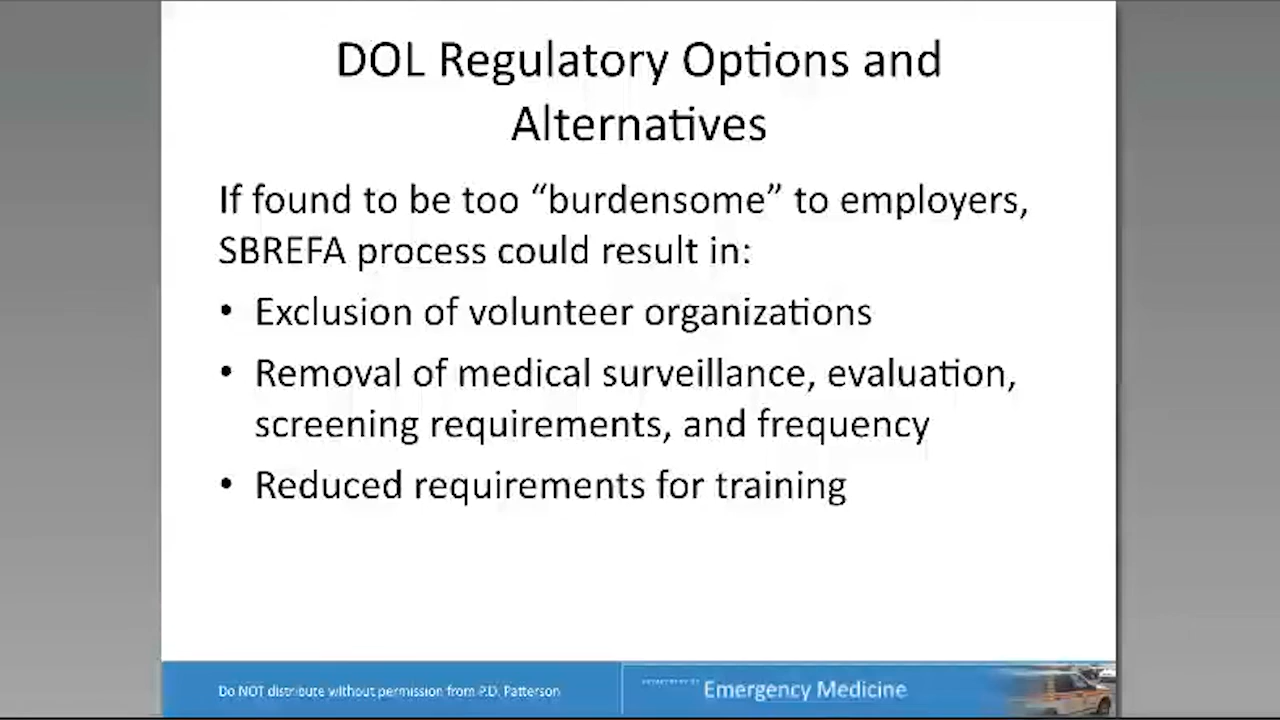 DOL Regulatory Options and
Alternatives
If found to be too “burdensome” to employers,
SBREFA process could result in:
• Exclusion of volunteer organizations
• Removal of medical surveillance, evaluation,
screening requirements, and frequency
• Reduced requirements for training
Do NOT distribute without permission from P.D. Patterson
DEPARTMENT OF
Emergency Medicine